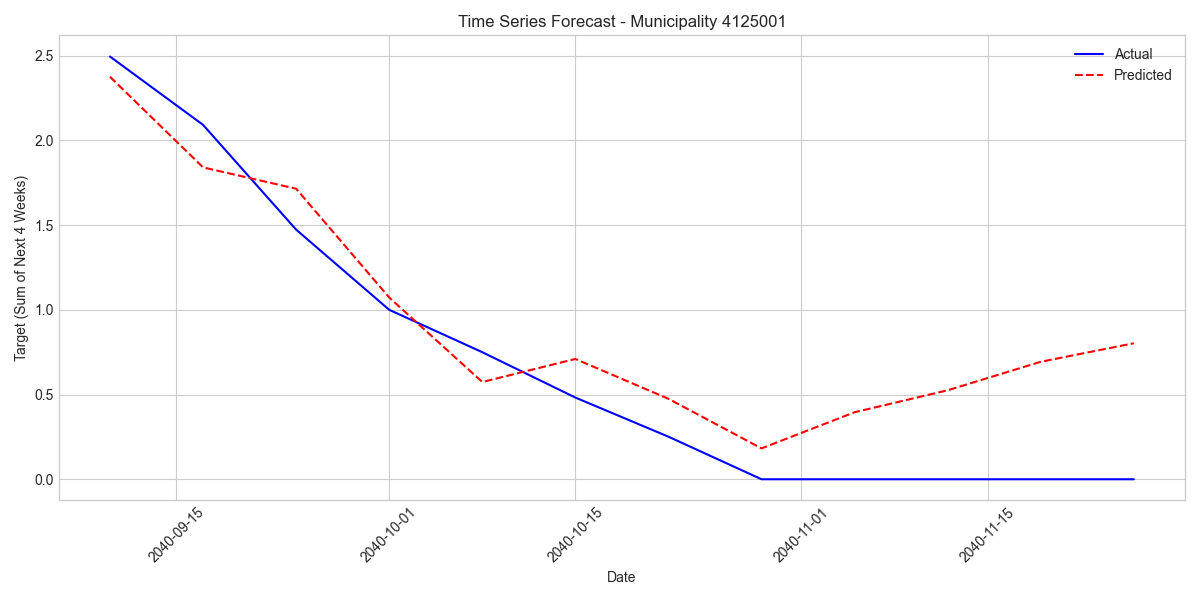 Time Series Forecast - Municipality 4125001
Actual
Predicted
Target (Sum of Next 4 Weeks)
2.5
2.0
1.5
1.0
0.5
0.0
2040-09-15
2040-10-01
2040-10-15
2040-11-01
2040-11-15
Date